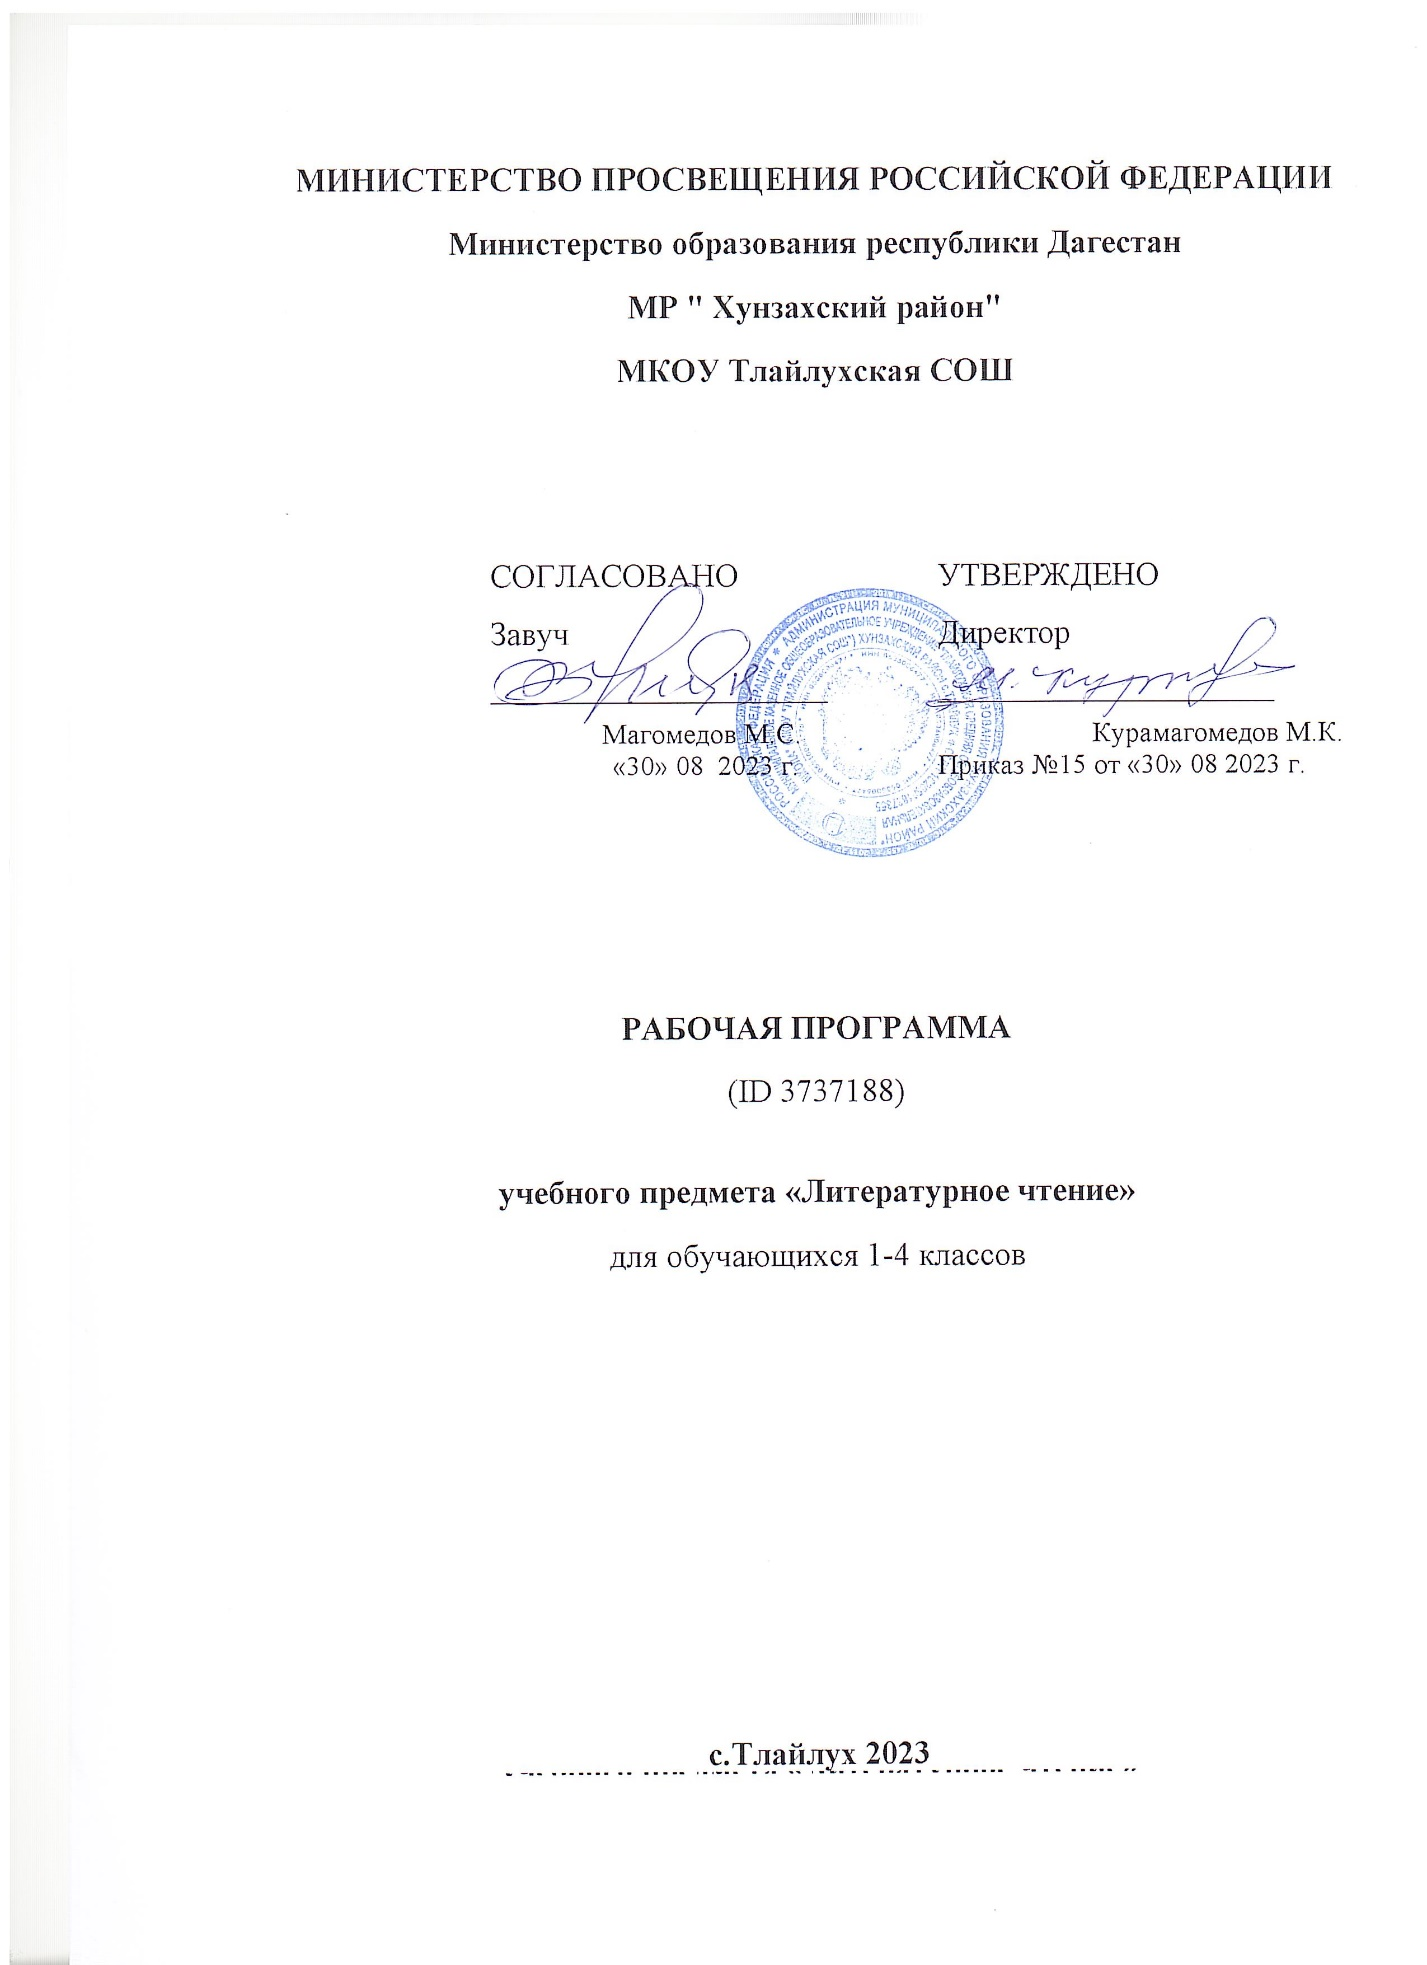 МИНИСТЕРСТВО ПРОСВЕЩЕНИЯ РОССИЙСКОЙ ФЕДЕРАЦИИ
Министерство образования республики Дагестан
МР " Хунзахский район"
МКОУ Тлайлухская СОШ
СОГЛАСОВАНО
Завуч
Магомедов М.С.
«30» 08 2023 г.
УТВЕРЖДЕНО
Директор
Курамагомедов М.К.
Приказ №15 от «30» 08 2023 г.
РАБОЧАЯ ПРОГРАММА
(ID 3737188)
учебного предмета «Литературное чтение»
для обучающихся 1-4 классов
с.Тлайлух 2023